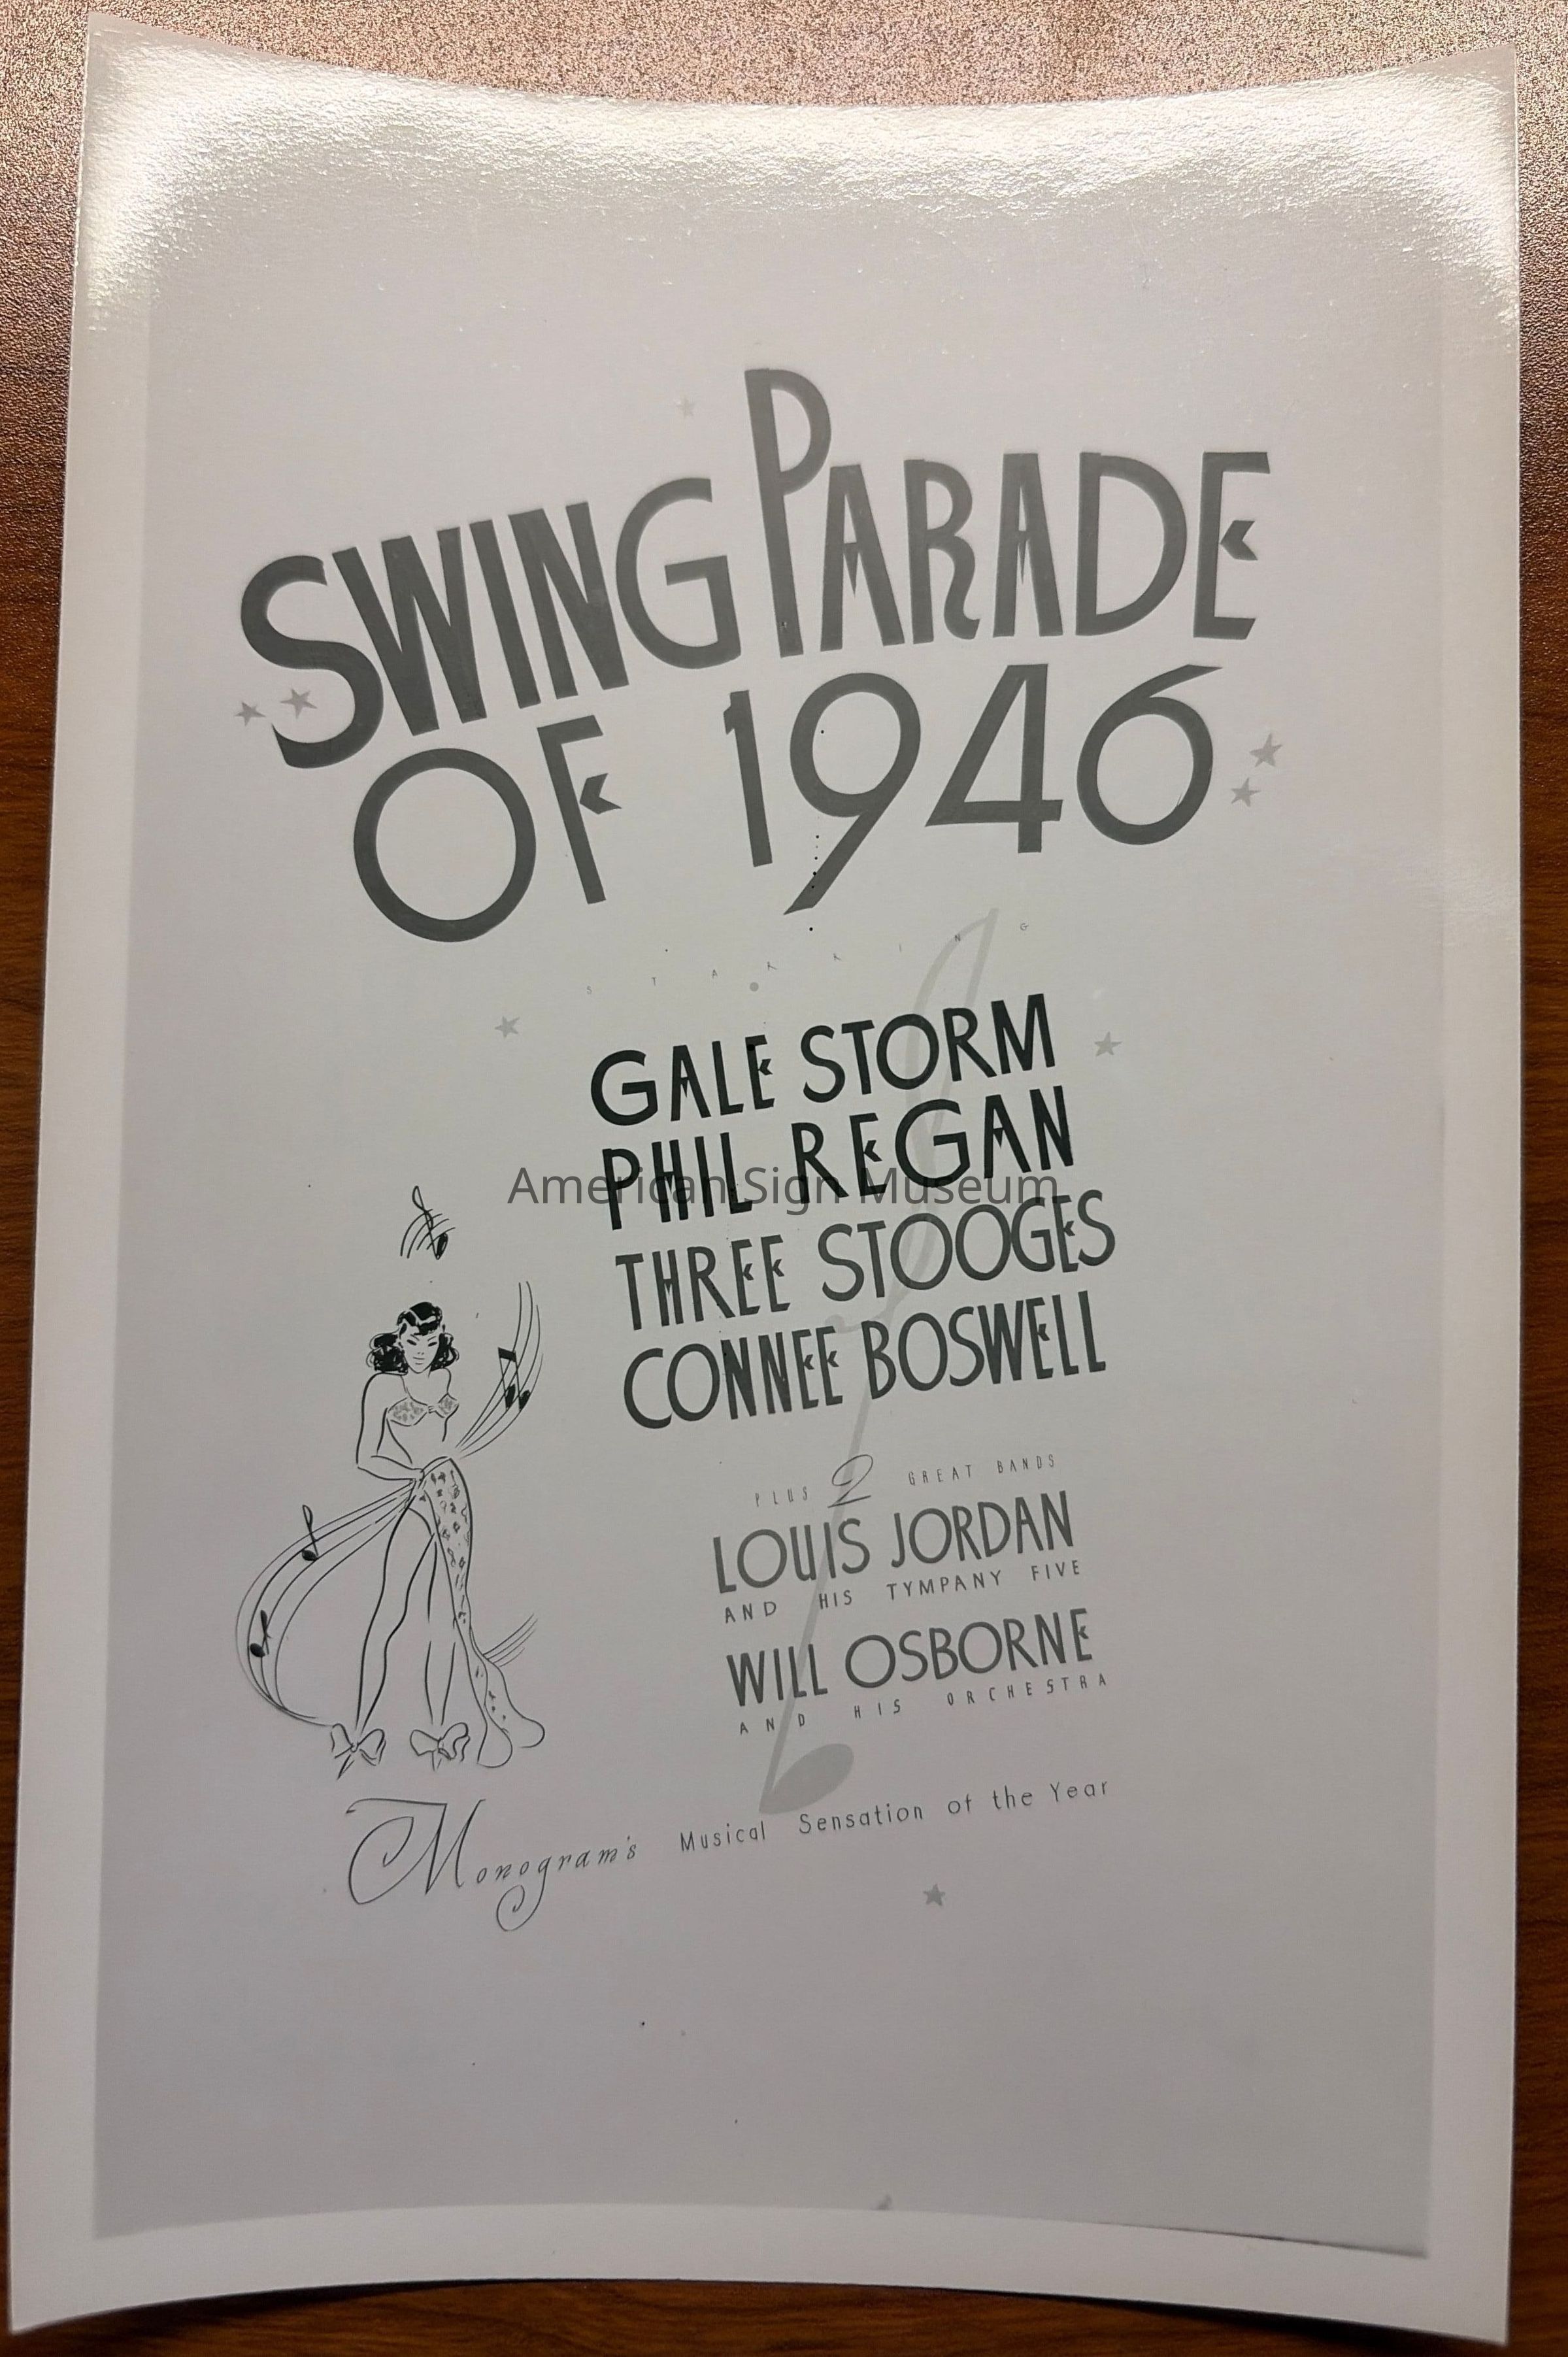 SWING PARADE
OF 1946
STARRING
GALE STORM
PHIL REGAN
American Sign Museum
THREE STOOGES
CONNEE BOSWELL
PLUS 2 GREAT BANDS
LOUIS JORDAN
AND HIS TYMPANY FIVE
WILL OSBORNE
AND HIS ORCHESTRA
Monogram's Musical Sensation of the Year